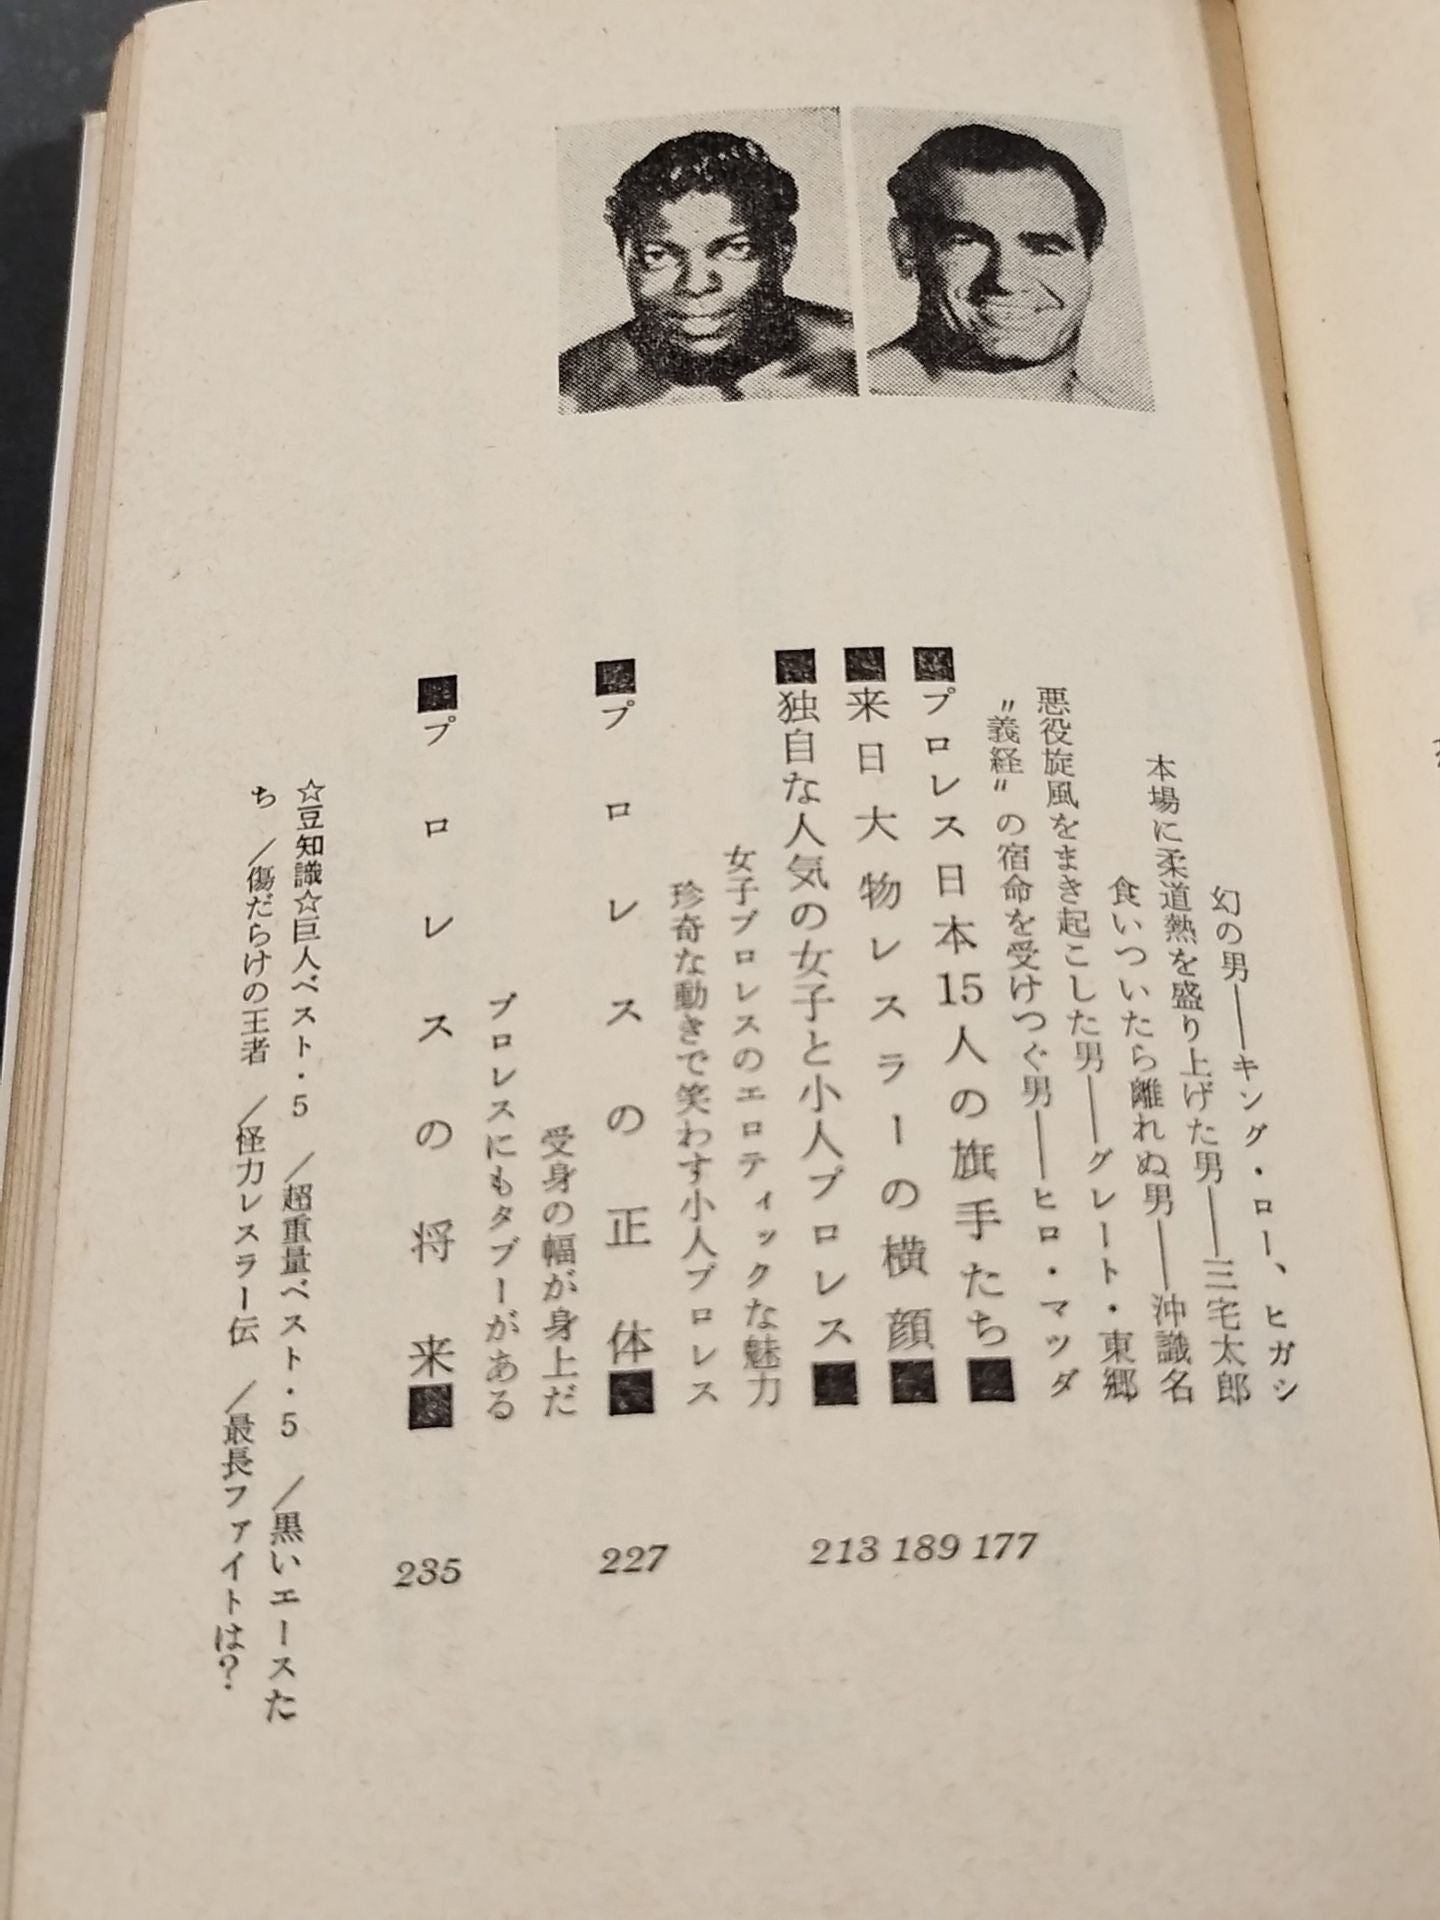 幻の男――キング・ロー、ヒガシ
本場に柔道熱を盛り上げた男――三宅太郎
食いついたら離れぬ男――沖識名
悪役旋風をまき起こした男――グレート・東郷
〃義経〃の宿命を受けつぐ男――ヒロ・マツダ
■プロレス日本15人の旗手たち■ 177
■来日大物レスラーの横顔■ 189
■独自な人気の女子と小人プロレス■ 213
女子プロレスのエロティックな魅力
珍奇な動きで笑わす小人プロレス
■プロレスの正体■ 227
受身の幅が身上だ
プロレスにもタブーがある
■プロレスの将来■ 235
☆豆知識☆巨人ベスト・5 /超重量ベスト・5 /黒いエースた
ち /傷だらけの王者 /怪力レスラー伝 /最長ファイトは?